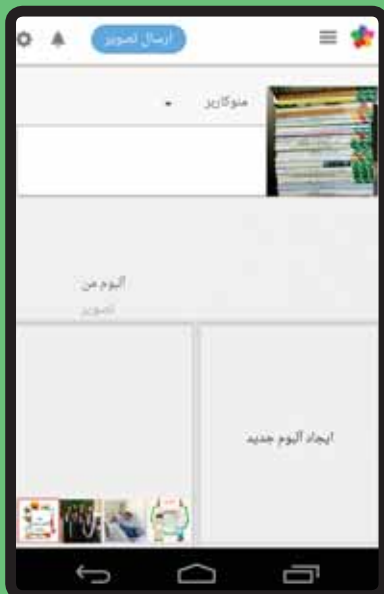 ارسال تصویر
منوکاربر
آلبوم من
تصویر
ایجاد آلبوم جدید